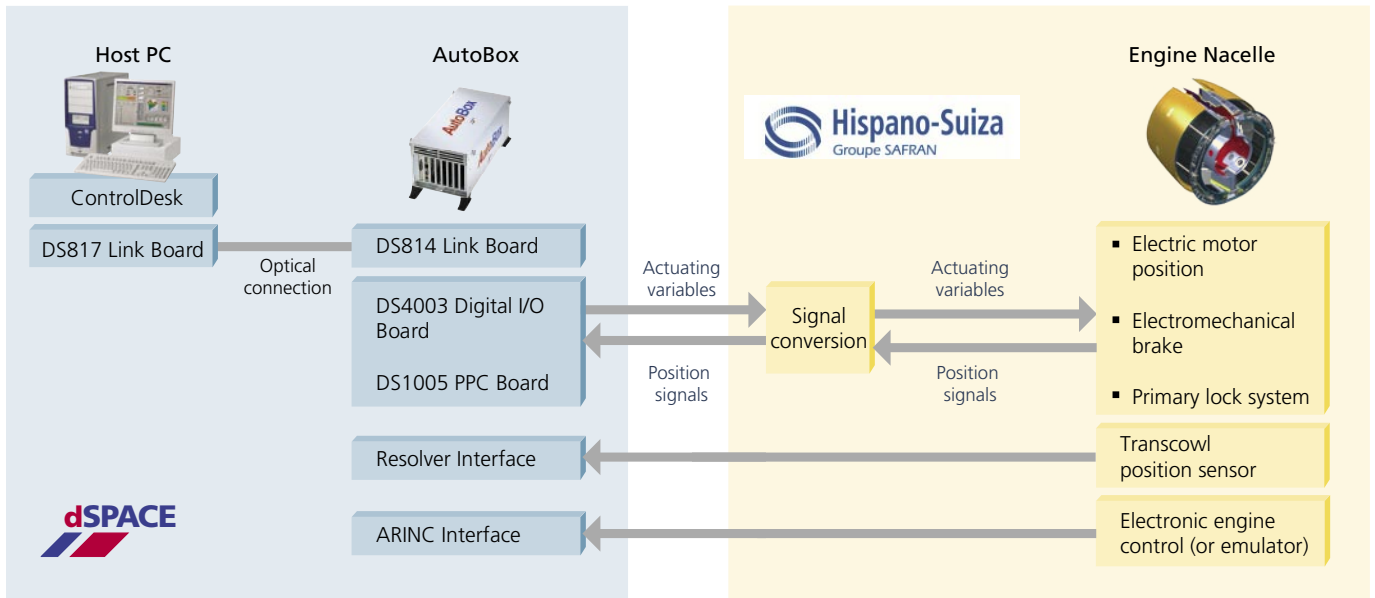 Host PC
AutoBox
Engine Nacelle
AutoBox
AutoBox
Hispano-Suiza
Groupe SAFRAN
ControlDesk
DS817 Link Board
Optical
connection
DS814 Link Board
DS4003 Digital I/O
Board
DS1005 PPC Board
Actuating
variables
Position
signals
Signal
conversion
Actuating
variables
Position
signals
▪ Electric motor
position
▪ Electromechanical
brake
▪ Primary lock system
Resolver Interface
Transcowl
position sensor
ARINC Interface
Electronic engine
control (or emulator)
dSPACE